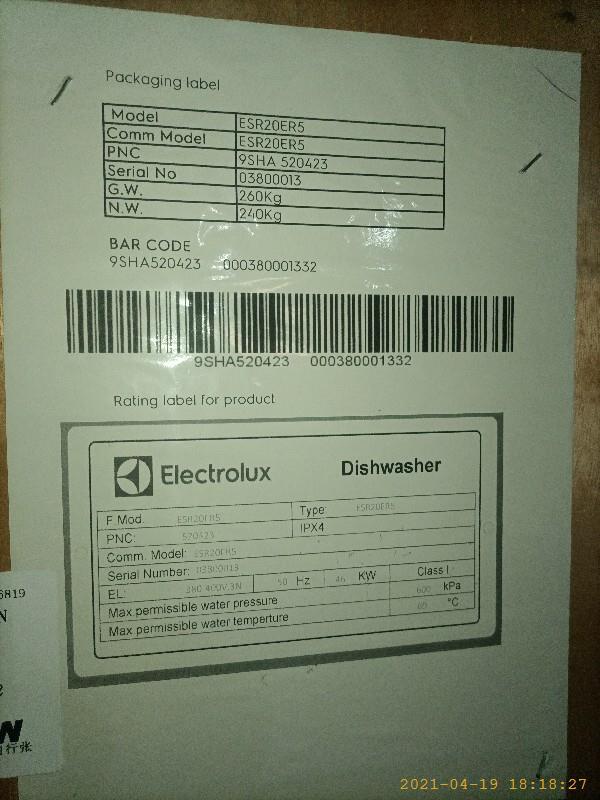 Packaging label
Model ESR20ER5
Comm Model ESR20ER5
PNC 9SHA 520423
Serial No 03800013
G.W. 260Kg
N.W. 240Kg
BAR CODE
9SHA520423 000380001332
9SHA520423 000380001332
Rating label for product
Electrolux Dishwasher
F Mod. ESR20ER5 Type: ESR20ER5
PNC: 520423 IPX4
Comm. Model: ESR20ER5
Serial Number: 03800013
EL: 380 400V,3N 50 Hz 46 KW Class I
Max permissible water pressure 600 kPa
Max permissible water temperture °C
6819
N
2
W
行张
2021-04-19 18:18:27